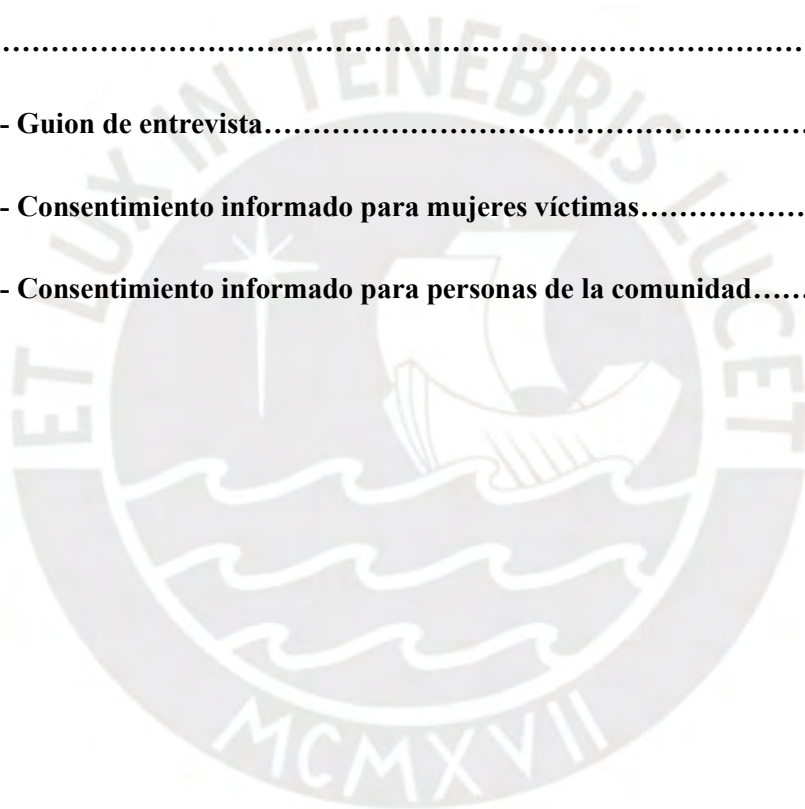 …………………………………………………………………………
- Guion de entrevista…………………………………………………
- Consentimiento informado para mujeres víctimas………………
- Consentimiento informado para personas de la comunidad……
ET LUX IN TENEBRIS LUCET
MCMXVII